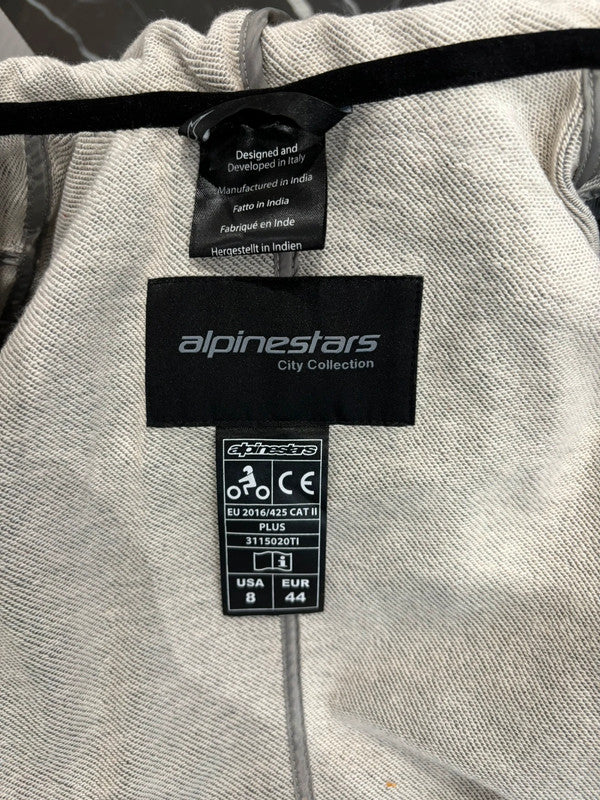 Designed and
Developed in Italy
Manufactured in India
Fatto in India
Fabriqué en Inde
Hergestellt in Indien
alpinestars
City Collection
alpinestars
CE
EU 2016/425 CAT II
PLUS
3115020TI
i
USA EUR
8 44